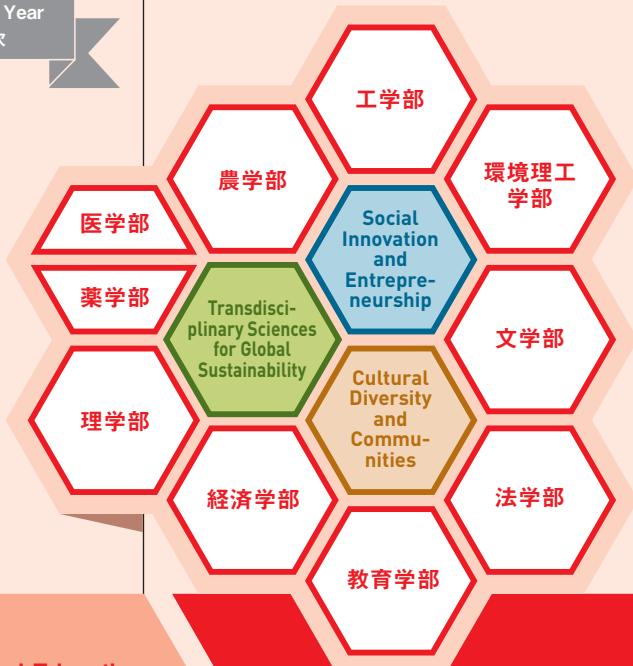 Year
次
工学部
農学部
環境理工
学部
医学部
Social
Innovation
and
Entrepre-
neurship
薬学部
Transdisci-
plinary Sciences
for Global
Sustainability
文学部
Cultural
Diversity
and
Commu-
nities
理学部
経済学部
法学部
教育学部